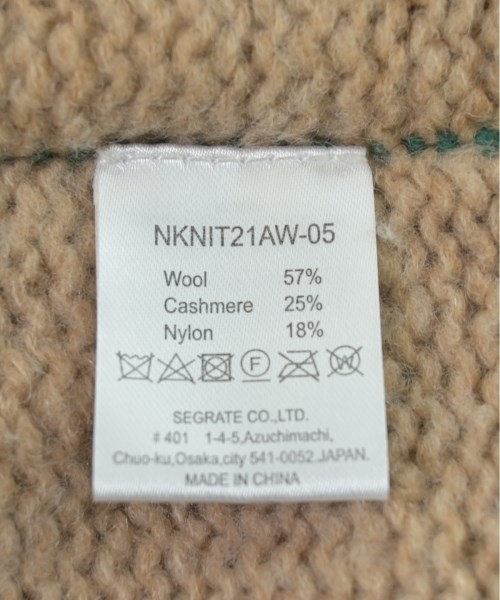 NKNIT21AW-05
Wool 57%
Cashmere 25%
Nylon 18%
F W
SEGRATE CO.,LTD.
# 401 1-4-5,Azuchimachi,
Chuo-ku,Osaka,city 541-0052.JAPAN.
MADE IN CHINA